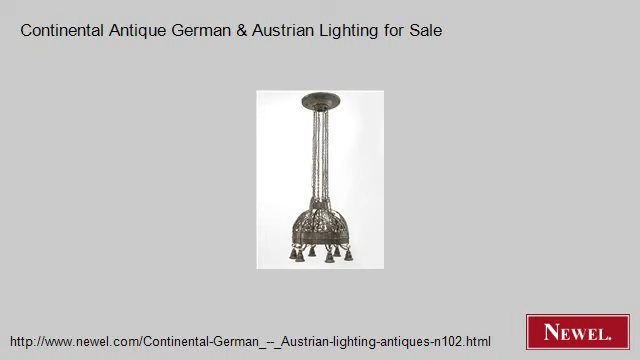 Continental Antique German & Austrian Lighting for Sale
http://www.newel.com/Continental-German_--_Austrian-lighting-antiques-n102.html
NEWEL.